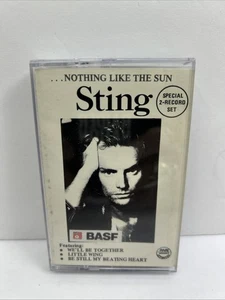 ...NOTHING LIKE THE SUN
Sting
SPECIAL
2-RECORD
SET
BASF
Featuring:
WE'LL BE TOGETHER
LITTLE WING
BE STILL MY BEATING HEART